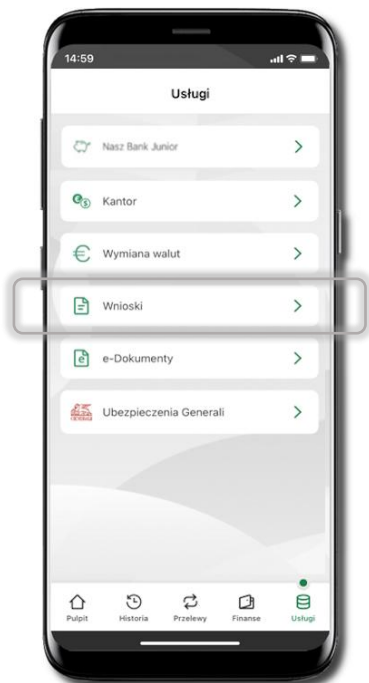 14:59
Usługi
Nasz Bank Junior
Kantor
Wymiana walut
Wnioski
e-Dokumenty
Ubezpieczenia Generali
Pulpit
Historia
Przelewy
Finanse
Usługi